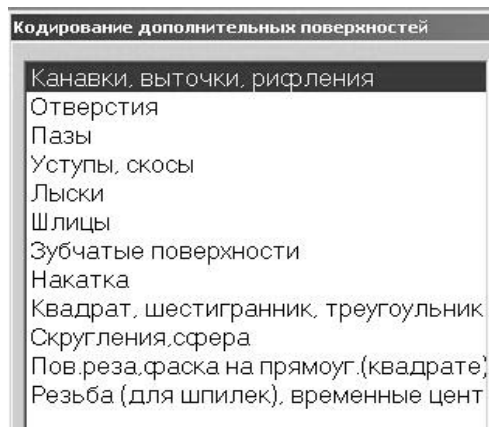 Кодирование дополнительных поверхностей
Канавки, выточки, рифления
Отверстия
Пазы
Уступы, скосы
Лыски
Шлицы
Зубчатые поверхности
Накатка
Квадрат, шестигранник, треугоульник
Скругления,сфера
Пов.реза,фаска на прямоуг.(квадрате)
Резьба (для шпилек), временные цент